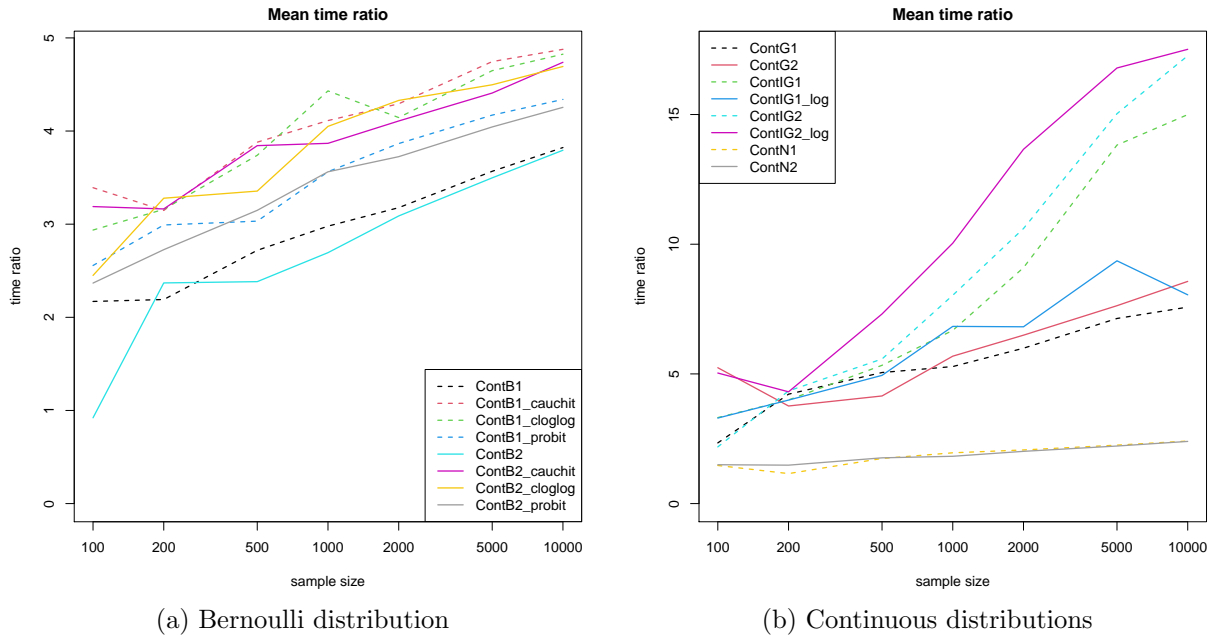 Mean time ratio
time ratio
5
4
3
2
1
0
ContB1
ContB1_cauchit
ContB1_cloglog
ContB1_probit
ContB2
ContB2_cauchit
ContB2_cloglog
ContB2_probit
100 200 500 1000 2000 5000 10000
sample size
(a) Bernoulli distribution
Mean time ratio
time ratio
15
10
5
0
ContG1
ContG2
ContIG1
ContIG1_log
ContIG2
ContIG2_log
ContN1
ContN2
100 200 500 1000 2000 5000 10000
sample size
(b) Continuous distributions